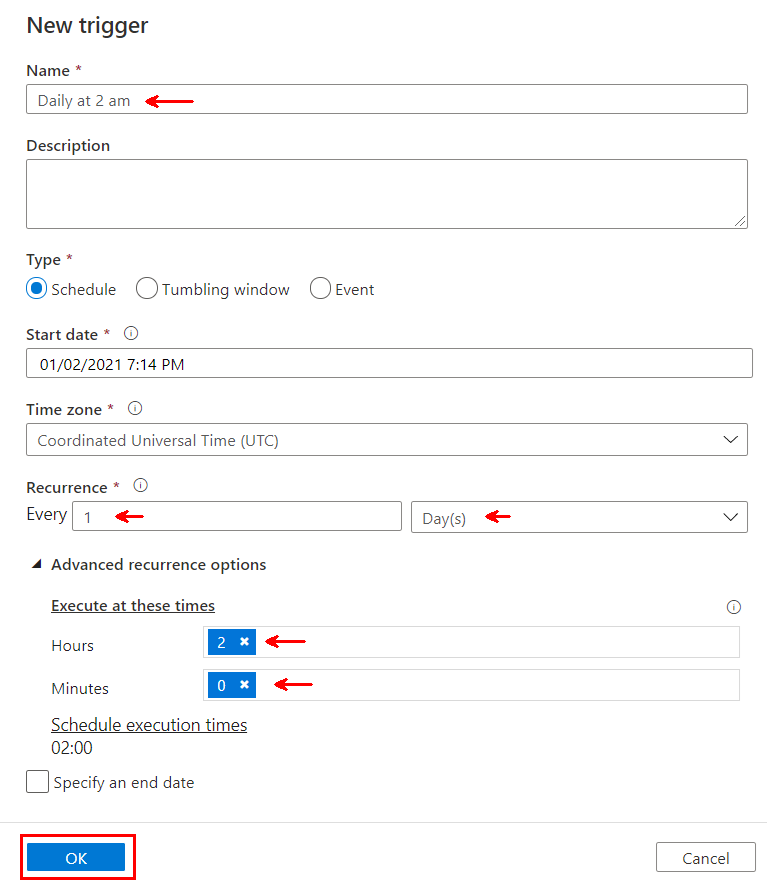 New trigger
Name *
Daily at 2 am
Description
Type *
Schedule Tumbling window Event
Start date *
01/02/2021 7:14 PM
Time zone *
Coordinated Universal Time (UTC)
Recurrence *
Every 1 Day(s)
Advanced recurrence options
Execute at these times
Hours 2
Minutes 0
Schedule execution times
02:00
Specify an end date
OK Cancel